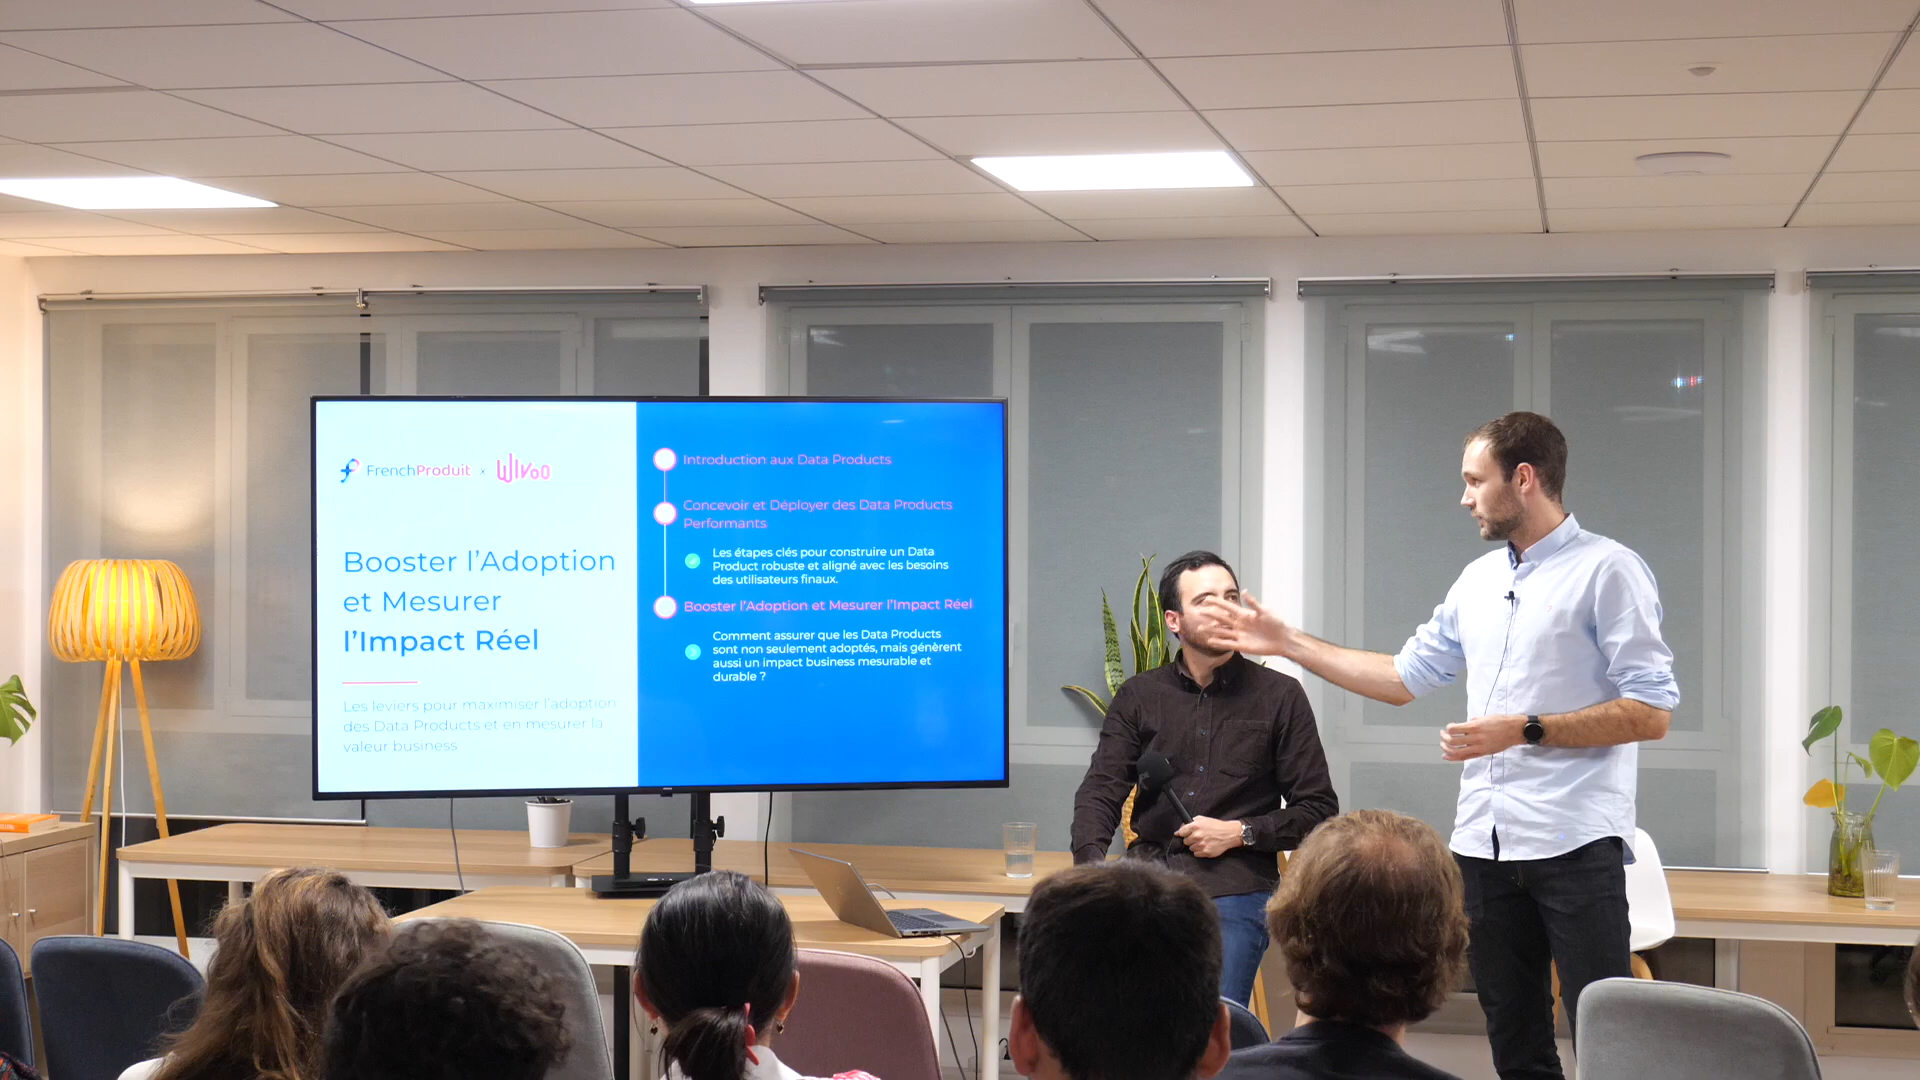 FrenchProduit x WIVOO
Booster l'Adoption
et Mesurer
l'Impact Réel
Les leviers pour maximiser l'adoption
des Data Products et en mesurer la
valeur business
Introduction aux Data Products
Concevoir et Déployer des Data Products
Performants
Les étapes clés pour construire un Data
Product robuste et aligné avec les besoins
des utilisateurs finaux.
Booster l'Adoption et Mesurer l'Impact Réel
Comment assurer que les Data Products
sont non seulement adoptés, mais génèrent
aussi un impact business mesurable et
durable ?